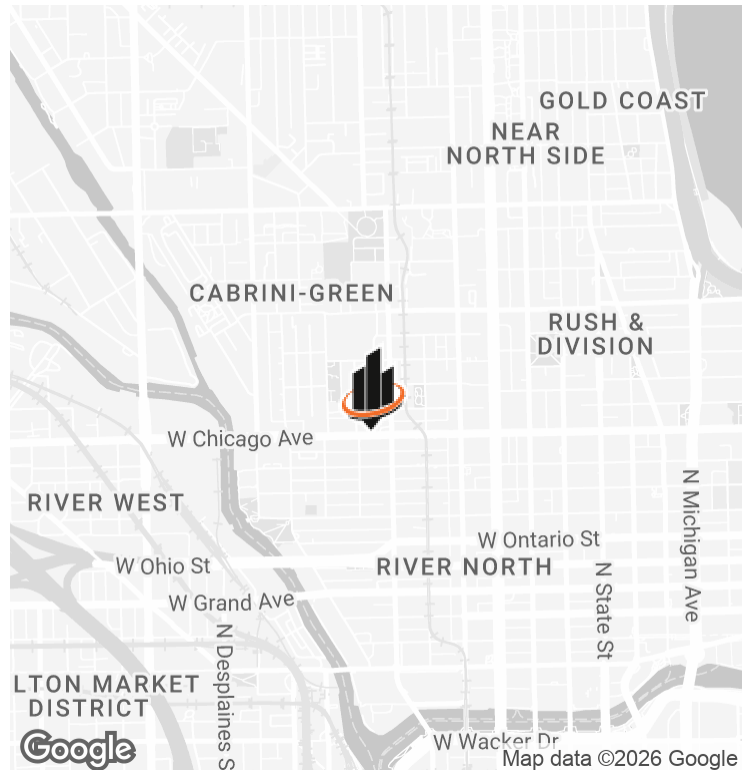 GOLD COAST
NEAR
NORTH SIDE
CABRINI-GREEN
RUSH &
DIVISION
W Chicago Ave
RIVER WEST
N Michigan Ave
W Ontario St
W Ohio St
RIVER NORTH
N State St
W Grand Ave
N Desplaines S
LTON MARKET
DISTRICT
W Wacker Dr
Google
Map data ©2026 Google